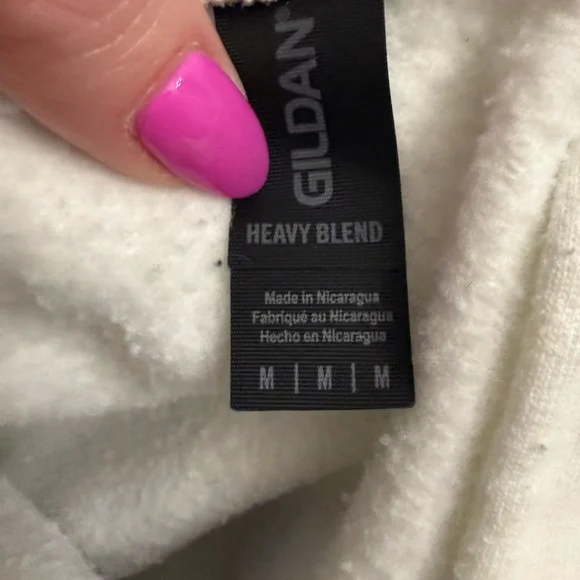 GILDAN®
HEAVY BLEND
Made in Nicaragua
Fabriqué au Nicaragua
Hecho en Nicaragua
M | M | M